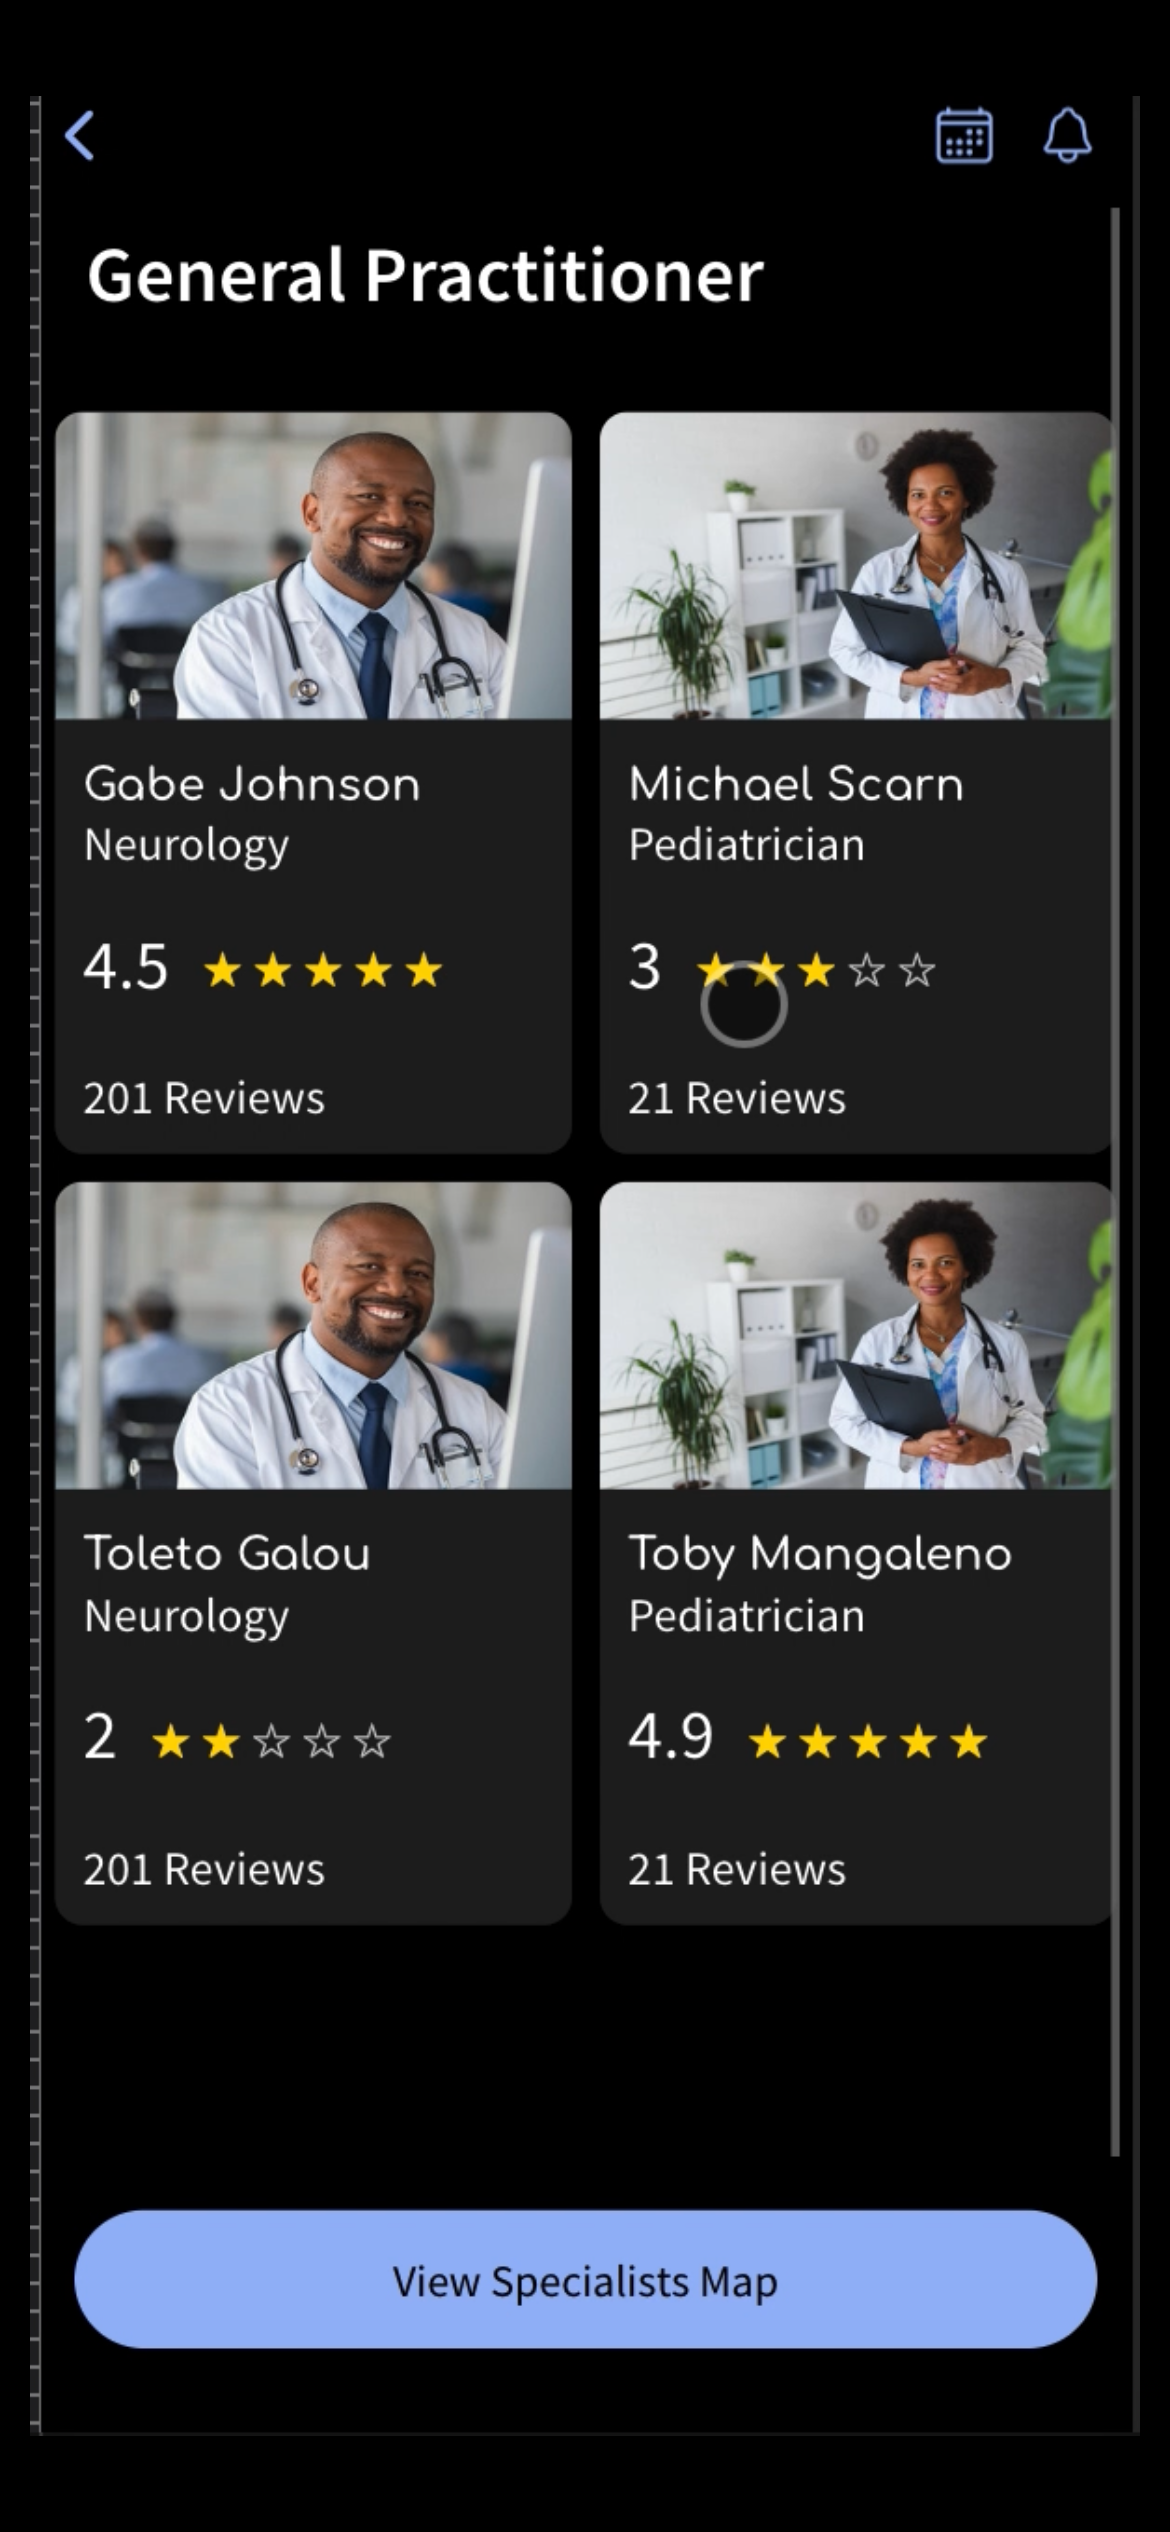 General Practitioner
Gabe Johnson
Neurology
4.5
201 Reviews
Michael Scarn
Pediatrician
3
21 Reviews
Toleto Galou
Neurology
2
201 Reviews
Toby Mangaleno
Pediatrician
4.9
21 Reviews
View Specialists Map